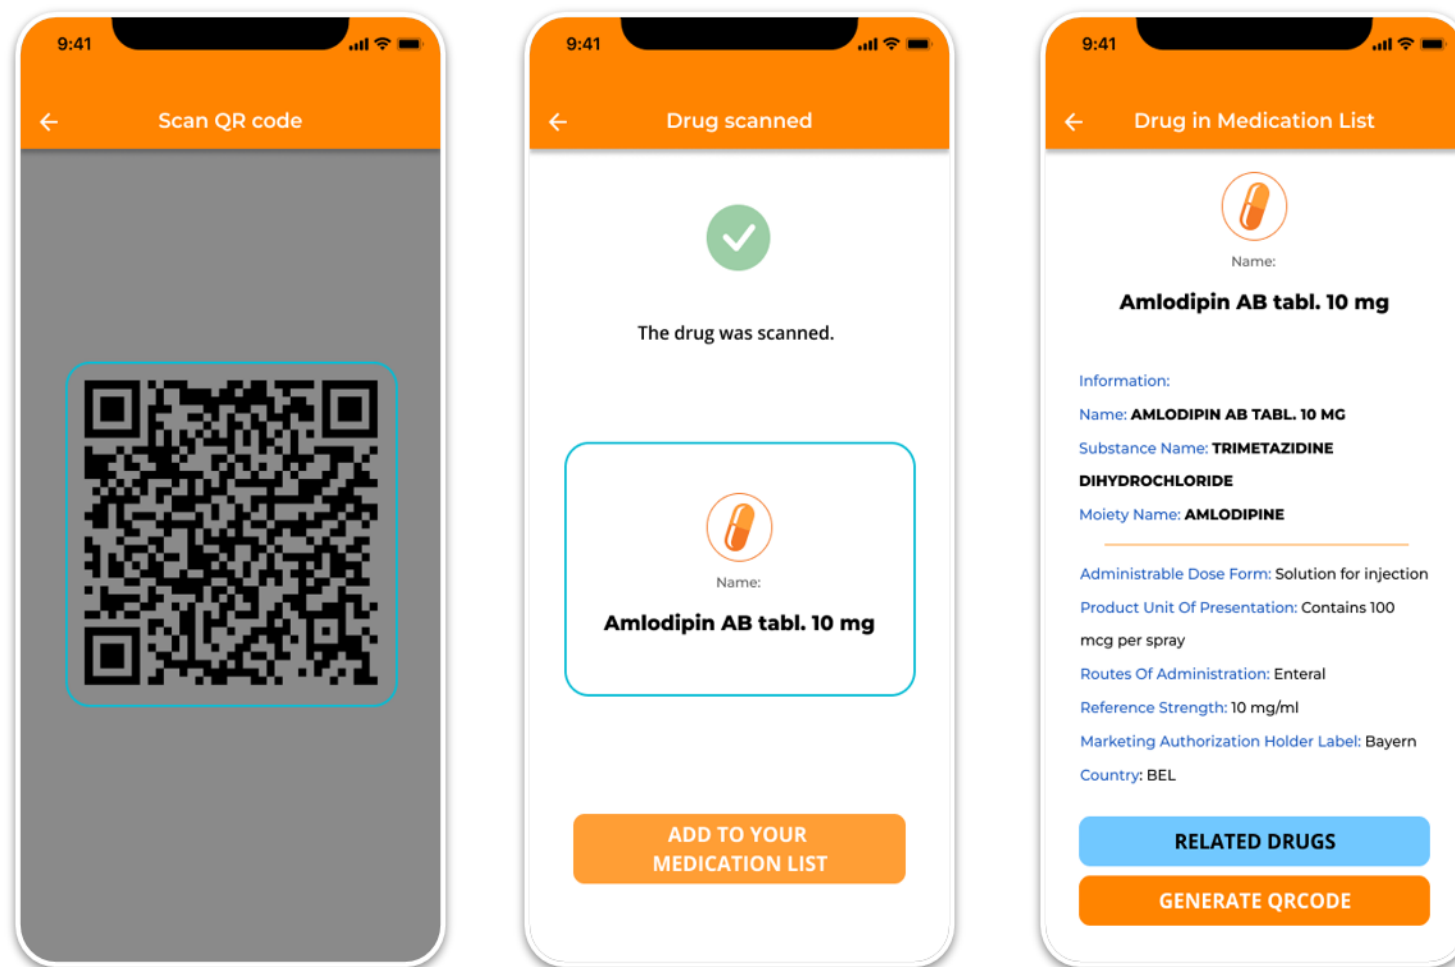 9:41
Scan QR code
9:41
Drug scanned
The drug was scanned.
Name:
Amlodipin AB tabl. 10 mg
ADD TO YOUR
MEDICATION LIST
9:41
Drug in Medication List
Name:
Amlodipin AB tabl. 10 mg
Information:
Name: AMLODIPIN AB TABL. 10 MG
Substance Name: TRIMETAZIDINE
DIHYDROCHLORIDE
Moiety Name: AMLODIPINE
Administrable Dose Form: Solution for injection
Product Unit Of Presentation: Contains 100
mcg per spray
Routes Of Administration: Enteral
Reference Strength: 10 mg/ml
Marketing Authorization Holder Label: Bayern
Country: BEL
RELATED DRUGS
GENERATE QRCODE